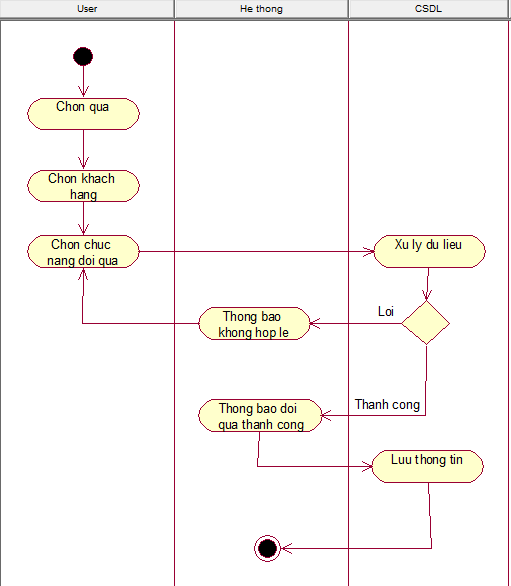 User
He thong
CSDL
Chon qua
Chon khach
hang
Chon chuc
nang doi qua
Xu ly du lieu
Loi
Thong bao
khong hop le
Thanh cong
Thong bao doi
qua thanh cong
Luu thong tin